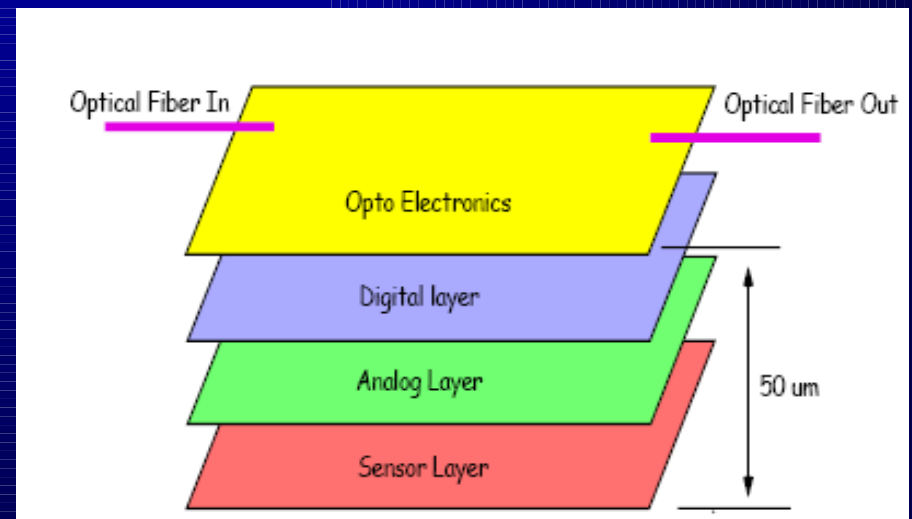 Optical Fiber In
Optical Fiber Out
Opto Electronics
Digital layer
Analog Layer
50 um
Sensor Layer